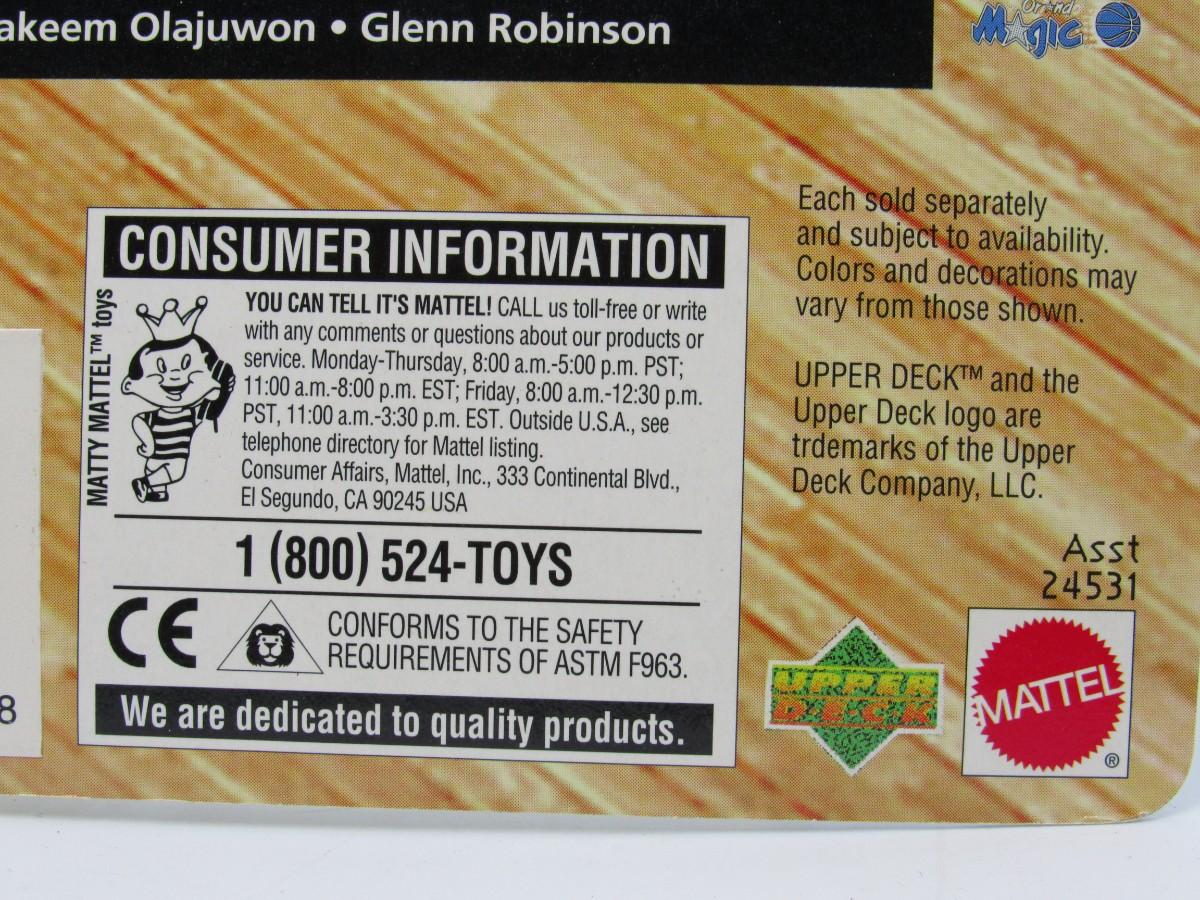 akeem Olajuwon • Glenn Robinson
Orlando
Magic
CONSUMER INFORMATION
MATTY MATTEL™ toys
YOU CAN TELL IT'S MATTEL! CALL us toll-free or write
with any comments or questions about our products or
service. Monday-Thursday, 8:00 a.m.-5:00 p.m. PST;
11:00 a.m.-8:00 p.m. EST; Friday, 8:00 a.m.-12:30 p.m.
PST, 11:00 a.m.-3:30 p.m. EST. Outside U.S.A., see
telephone directory for Mattel listing.
Consumer Affairs, Mattel, Inc., 333 Continental Blvd.,
El Segundo, CA 90245 USA
1 (800) 524-TOYS
CE
CONFORMS TO THE SAFETY
REQUIREMENTS OF ASTM F963.
We are dedicated to quality products.
8
Each sold separately
and subject to availability.
Colors and decorations may
vary from those shown.
UPPER DECK™ and the
Upper Deck logo are
trdemarks of the Upper
Deck Company, LLC.
Asst
24531
UPPER
DECK
MATTEL
®